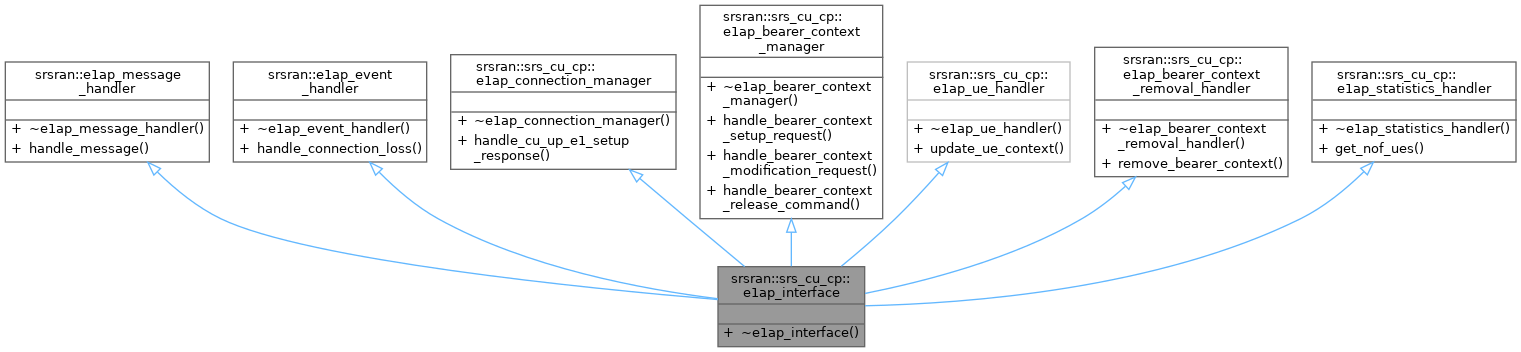 srsran::e1ap_message
_handler
+ ~e1ap_message_handler()
+ handle_message()
srsran::e1ap_event
_handler
+ ~e1ap_event_handler()
+ handle_connection_loss()
srsran::srs_cu_cp::
e1ap_connection_manager
+ ~e1ap_connection_manager()
+ handle_cu_up_e1_setup
_response()
srsran::srs_cu_cp::
e1ap_bearer_context
_manager
+ ~e1ap_bearer_context
_manager()
+ handle_bearer_context
_setup_request()
+ handle_bearer_context
_modification_request()
+ handle_bearer_context
_release_command()
srsran::srs_cu_cp::
e1ap_ue_handler
+ ~e1ap_ue_handler()
+ update_ue_context()
srsran::srs_cu_cp::
e1ap_bearer_context
_removal_handler
+ ~e1ap_bearer_context
_removal_handler()
+ remove_bearer_context()
srsran::srs_cu_cp::
e1ap_statistics_handler
+ ~e1ap_statistics_handler()
+ get_nof_ues()
srsran::srs_cu_cp::
e1ap_interface
+ ~e1ap_interface()